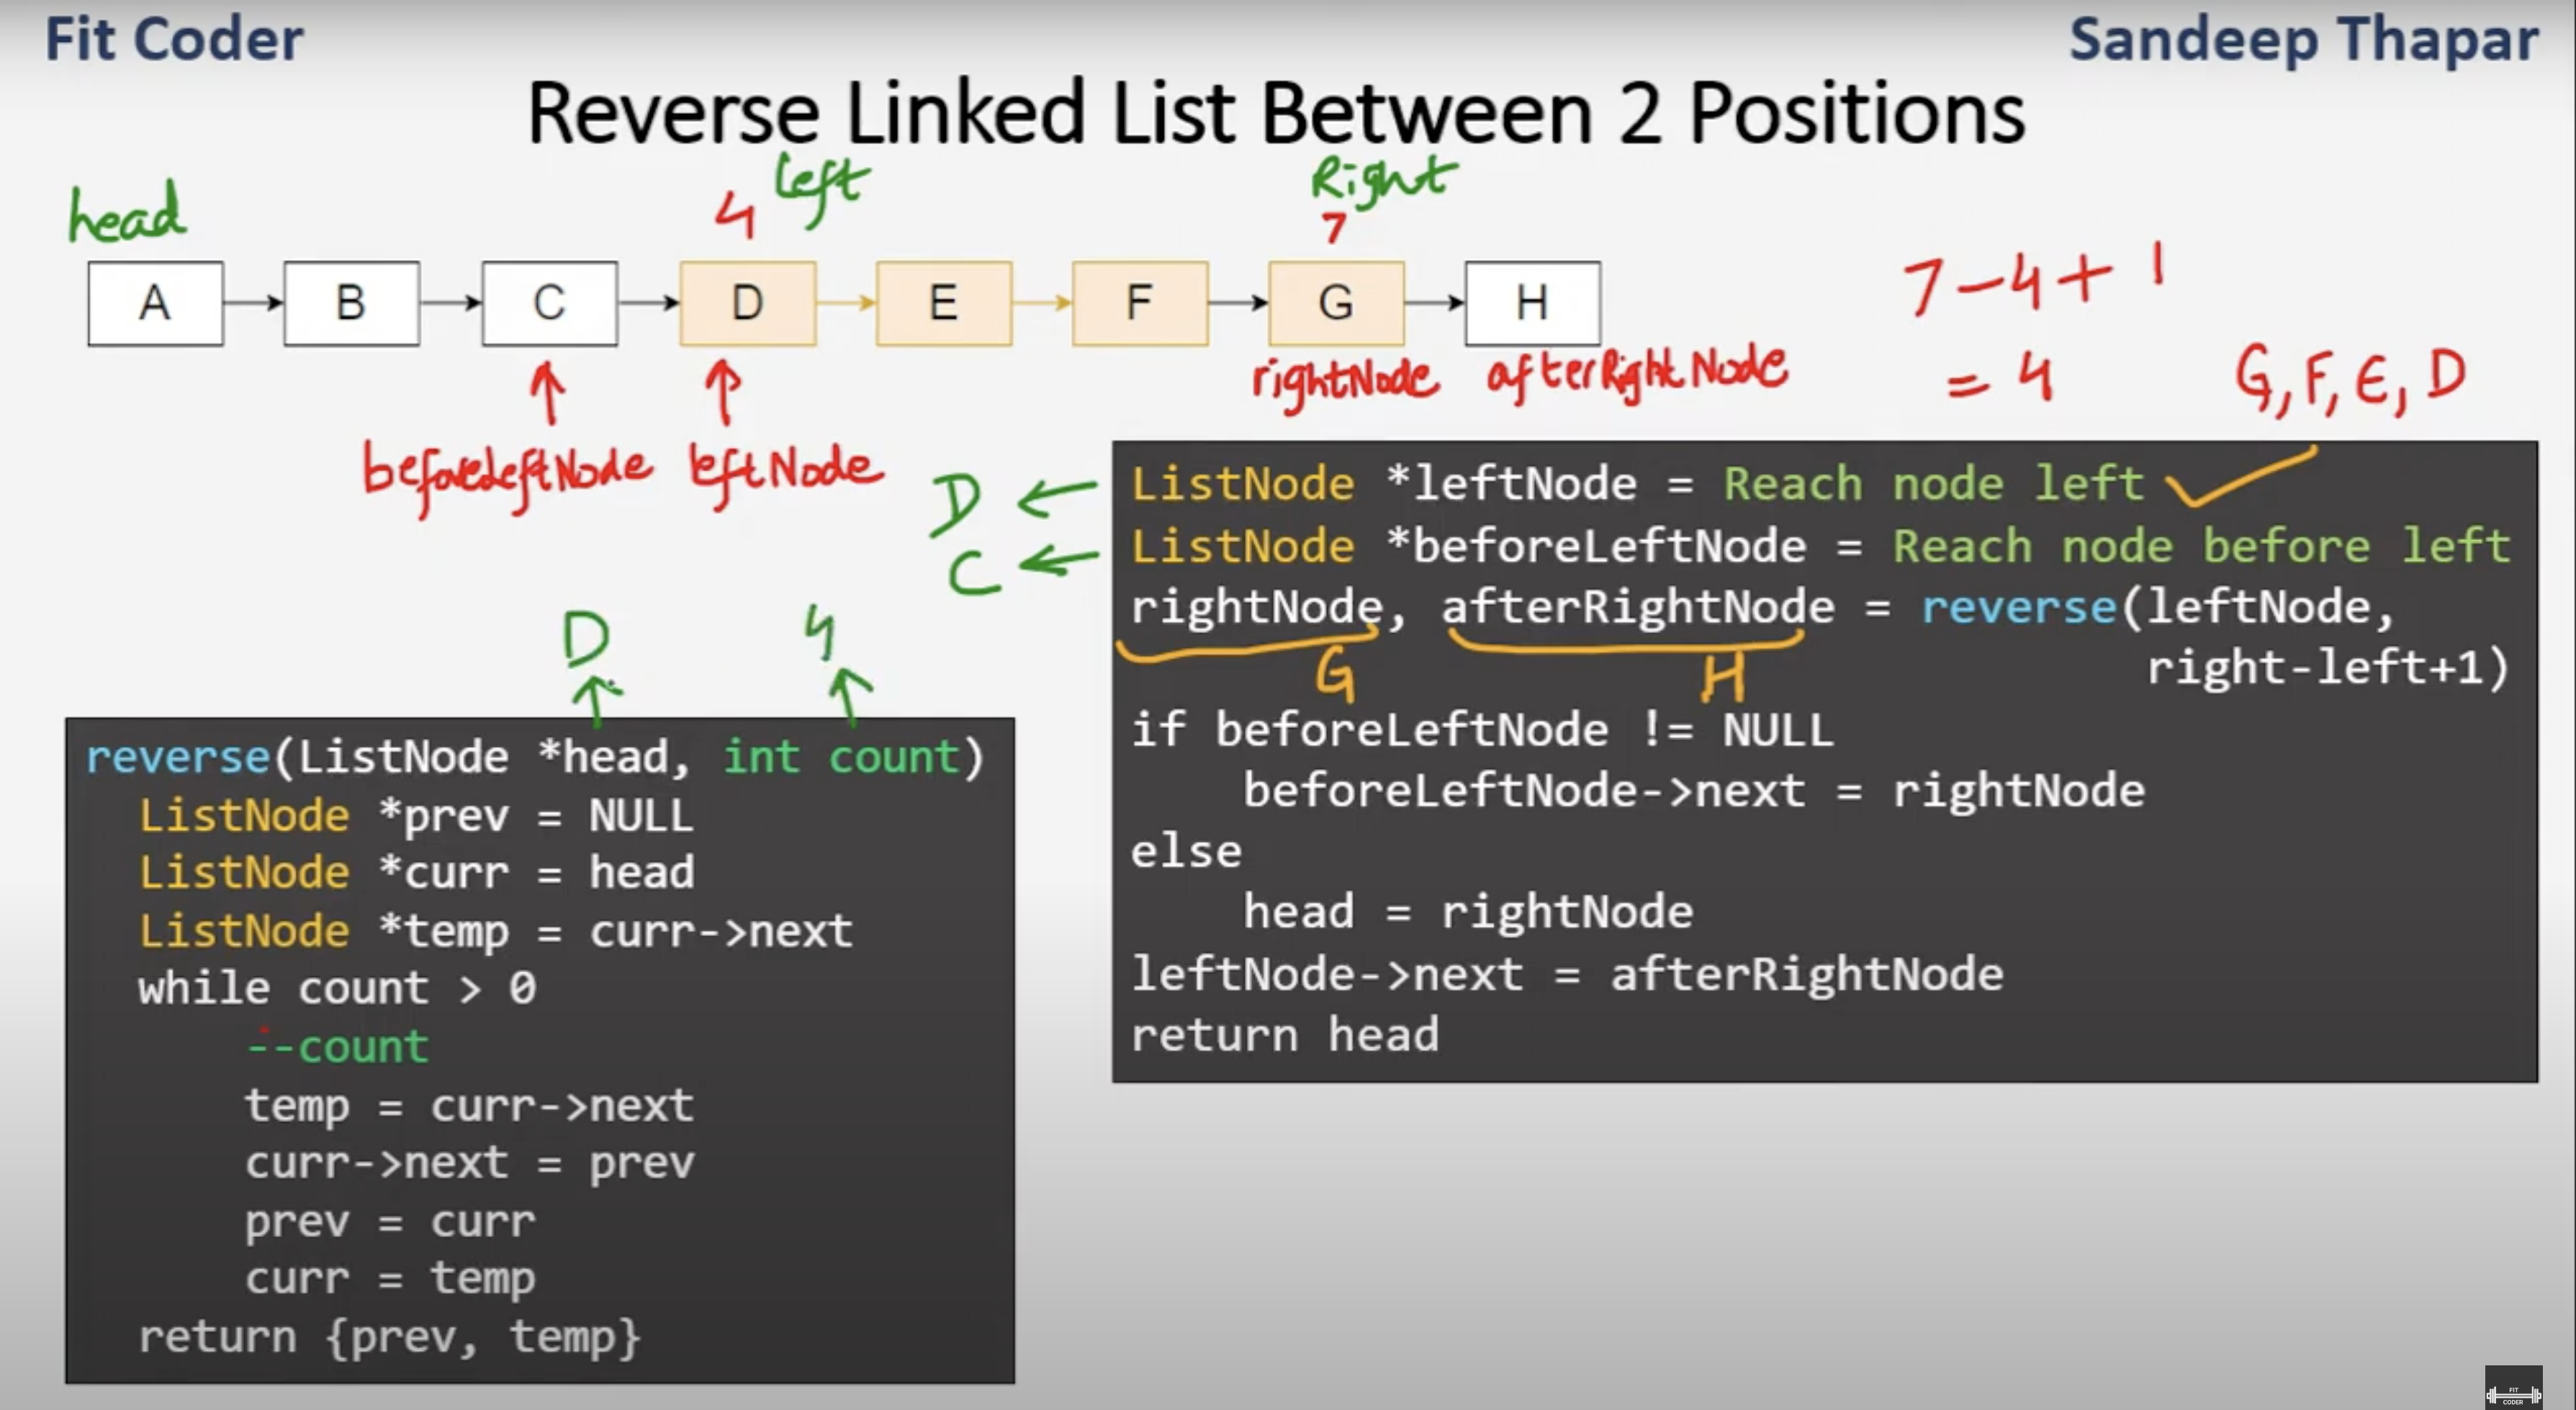 Fit Coder
Sandeep Thapar
Reverse Linked List Between 2 Positions
head
4 left
Right
7
A
B
C
D
E
F
G
H
7-4+1
= 4
G, F, E, D
beforeleftNode
leftNode
rightNode
afterRightNode
D
C
ListNode *leftNode = Reach node left
ListNode *beforeLeftNode = Reach node before left
rightNode, afterRightNode = reverse(leftNode,
right-left+1)
G
H
if beforeLeftNode != NULL
beforeLeftNode->next = rightNode
else
head = rightNode
leftNode->next = afterRightNode
return head
D
4
reverse(ListNode *head, int count)
ListNode *prev = NULL
ListNode *curr = head
ListNode *temp = curr->next
while count > 0
--count
temp = curr->next
curr->next = prev
prev = curr
curr = temp
return {prev, temp}
FIT
CODER